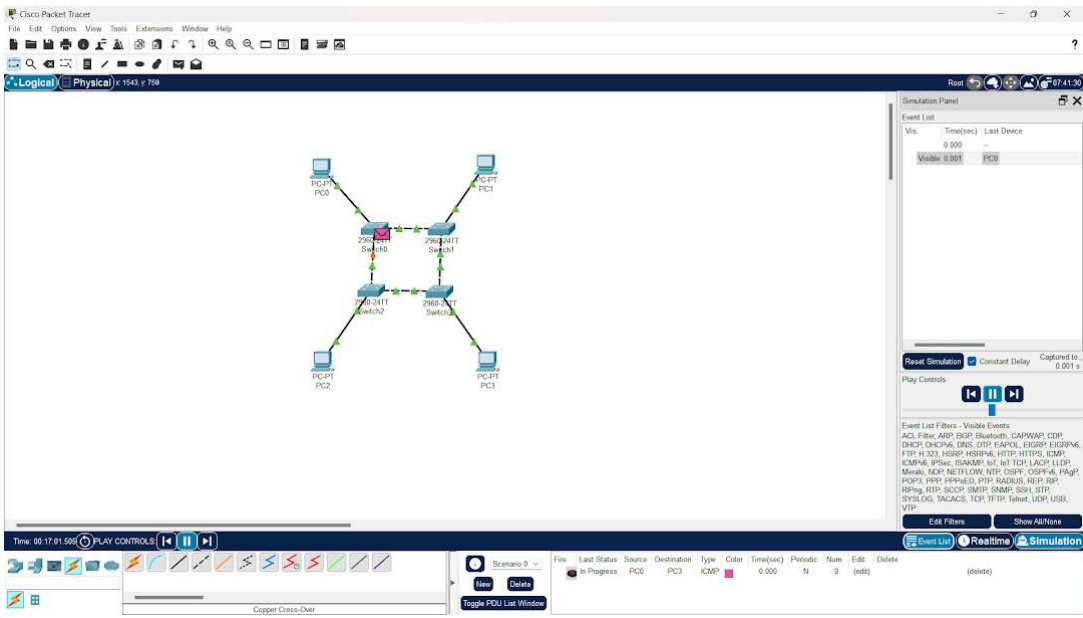 Cisco Packet Tracer
File Edit Options View Tools Extensions Window Help
?
Logical Physical x: 1543, y: 758
Root 07:41:30
Simulation Panel
Event List
Vis. Time(sec) Last Device
0.000 --
Visible 0.001 PC0
PC-PT
PC0
PC-PT
PC1
2960-24TT
Switch0
2960-24TT
Switch1
2960-24TT
Switch2
2960-24TT
PC-PT
PC2
PC-PT
PC3
Reset Simulation Constant Delay Captured to:
0.001 s
Play Controls
Event List Filters - Visible Events
ACL Filter, ARP, BGP, Bluetooth, CAPWAP, CDP,
DHCP, DHCPv6, DNS, DTP, EAPOL, EIGRP, EIGRPv6,
FTP, H.323, HSRP, HSRPv6, HTTP, HTTPS, ICMP,
ICMPv6, IPSec, ISAKMP, IoT, IoT TCP, LACP, LLDP,
Meraki, NDP, NETFLOW, NTP, OSPF, OSPFv6, PAgP,
POP3, PPP, PPPoED, PTP, RADIUS, REP, RIP,
RIPng, RTP, SCCP, SMTP, SNMP, SSH, STP,
SYSLOG, TACACS, TCP, TFTP, Telnet, UDP, USB,
VTP
Edit Filters Show All/None
Time: 00:17:01.505 PLAY CONTROLS:
Event List Realtime Simulation
Scenario 0
New Delete
Toggle PDU List Window
Fire Last Status Source Destination Type Color Time(sec) Periodic Num Edit Delete
In Progress PC0 PC3 ICMP 0.000 N 0 (edit) (delete)
Copper Cross-Over